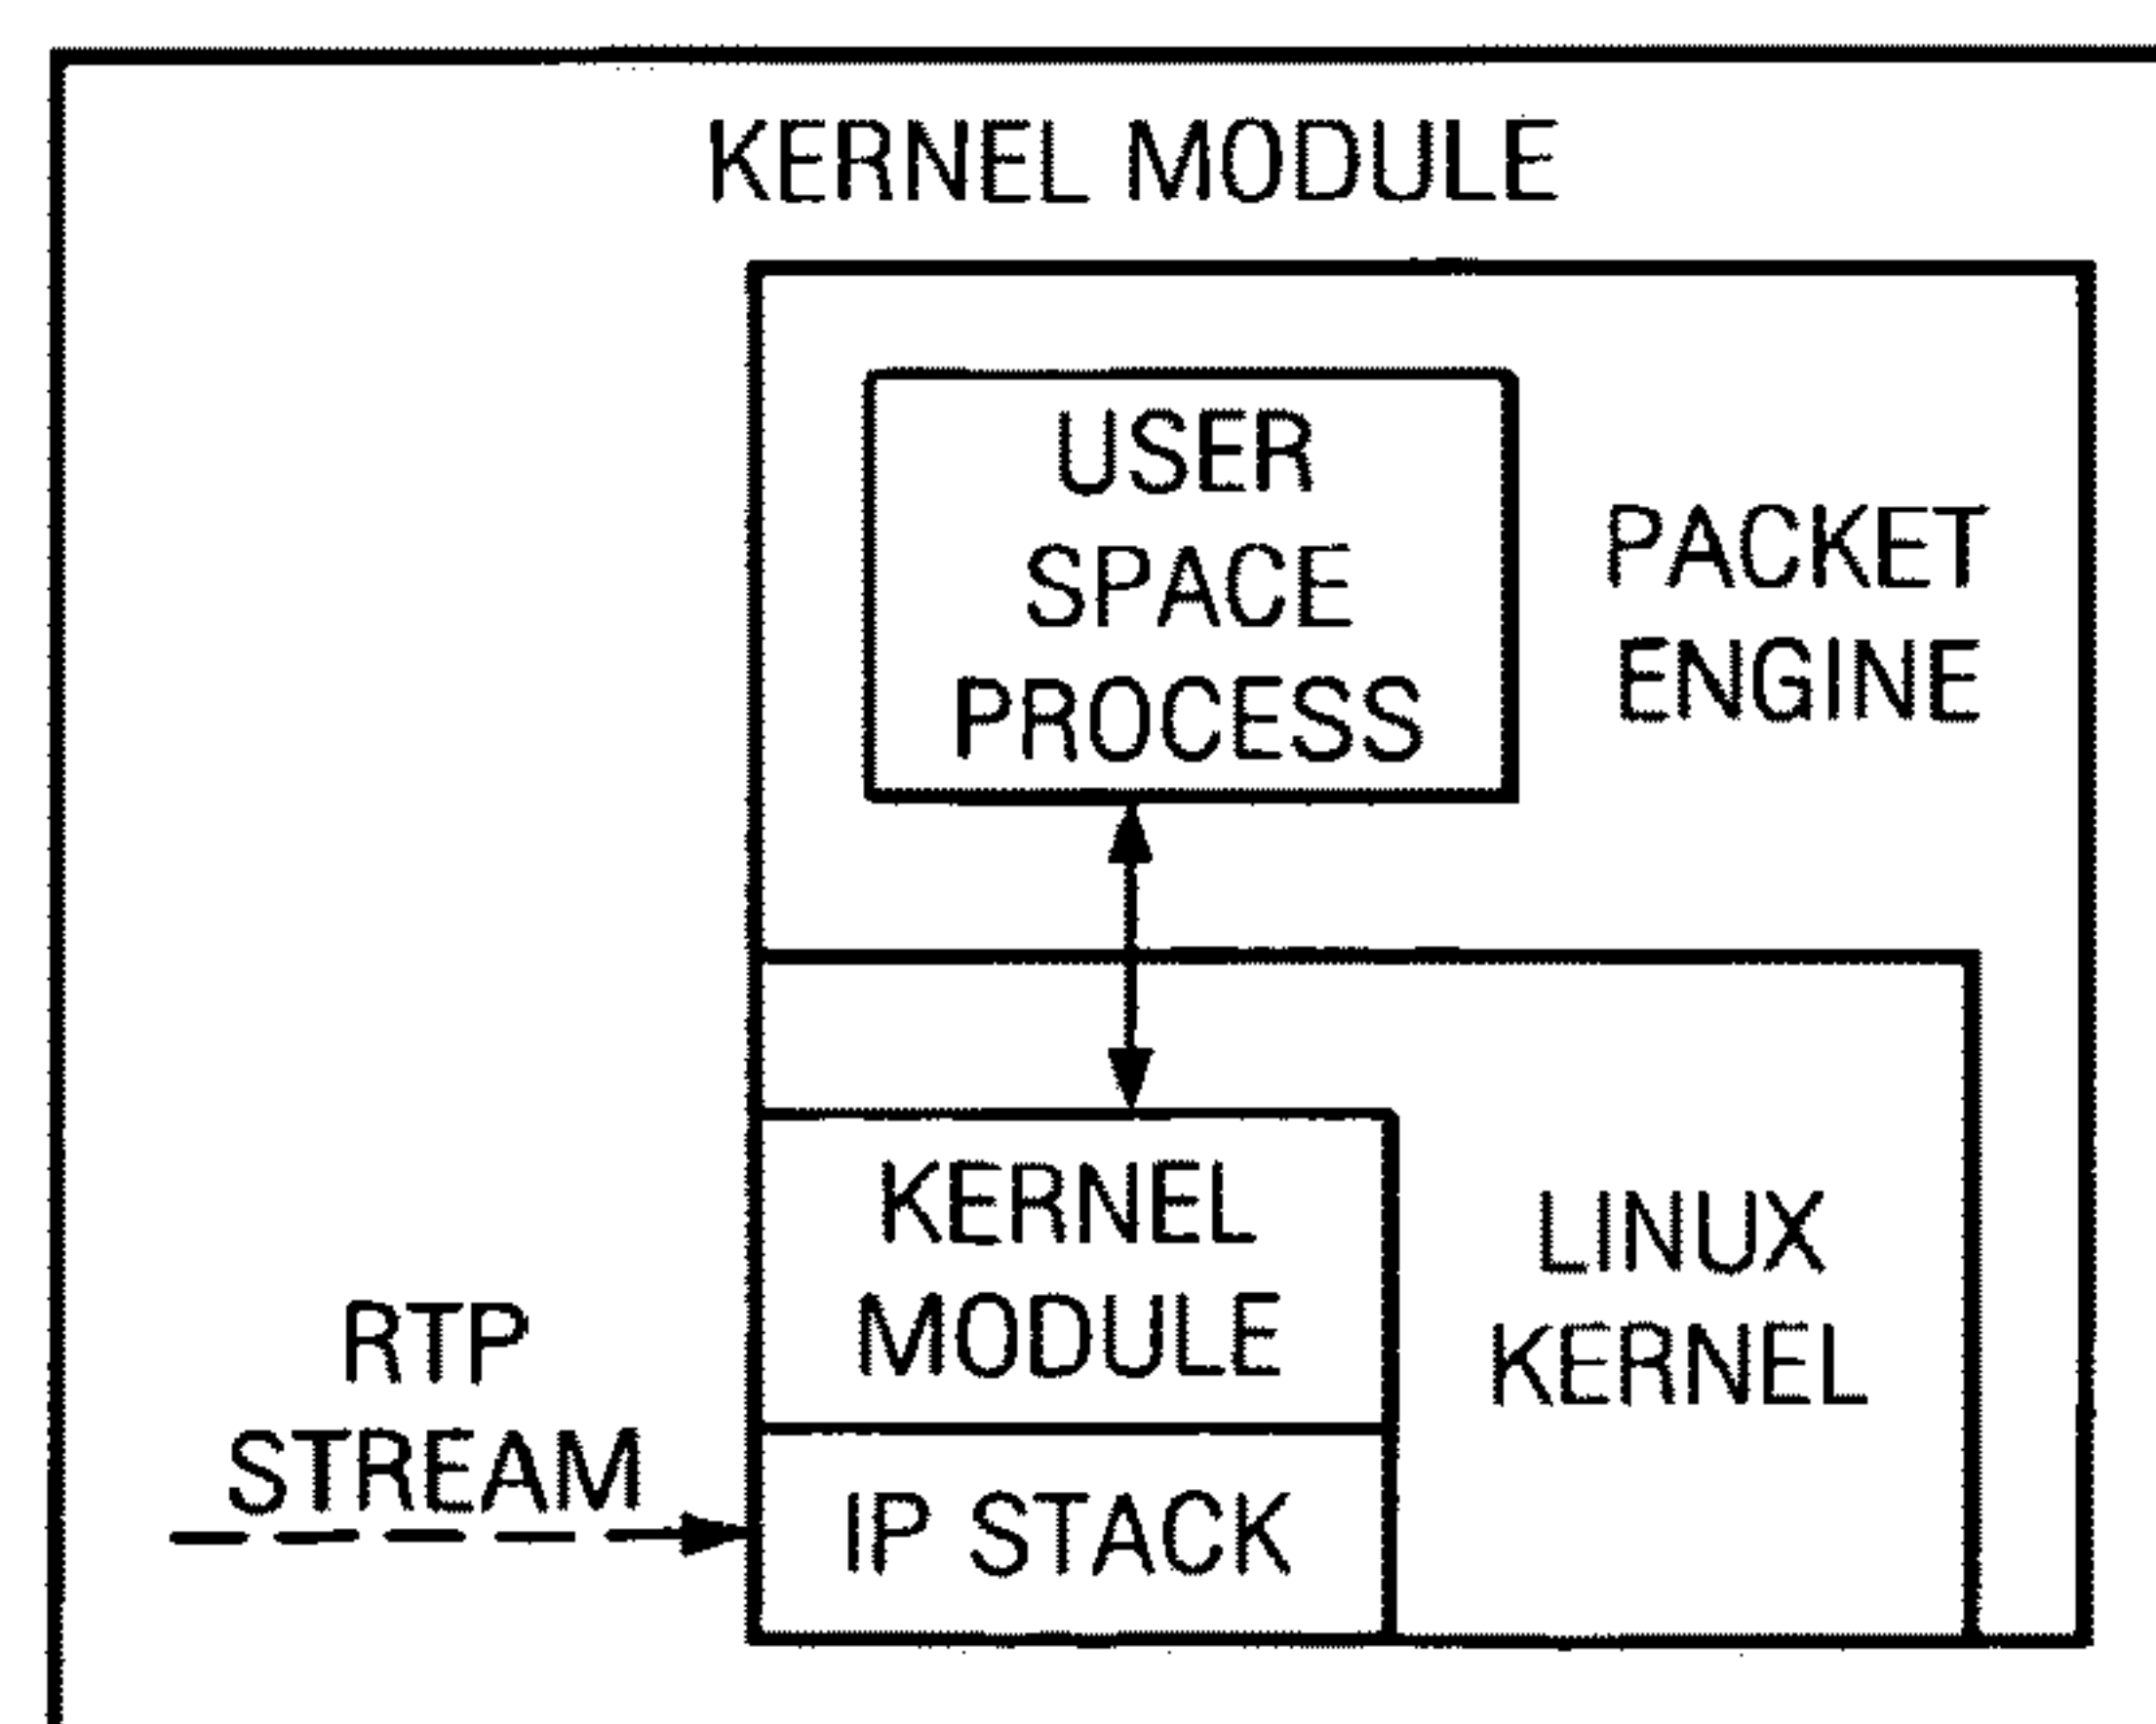 KERNEL MODULE
USER
SPACE
PROCESS
PACKET
ENGINE
KERNEL
MODULE
LINUX
KERNEL
RTP
STREAM
IP STACK